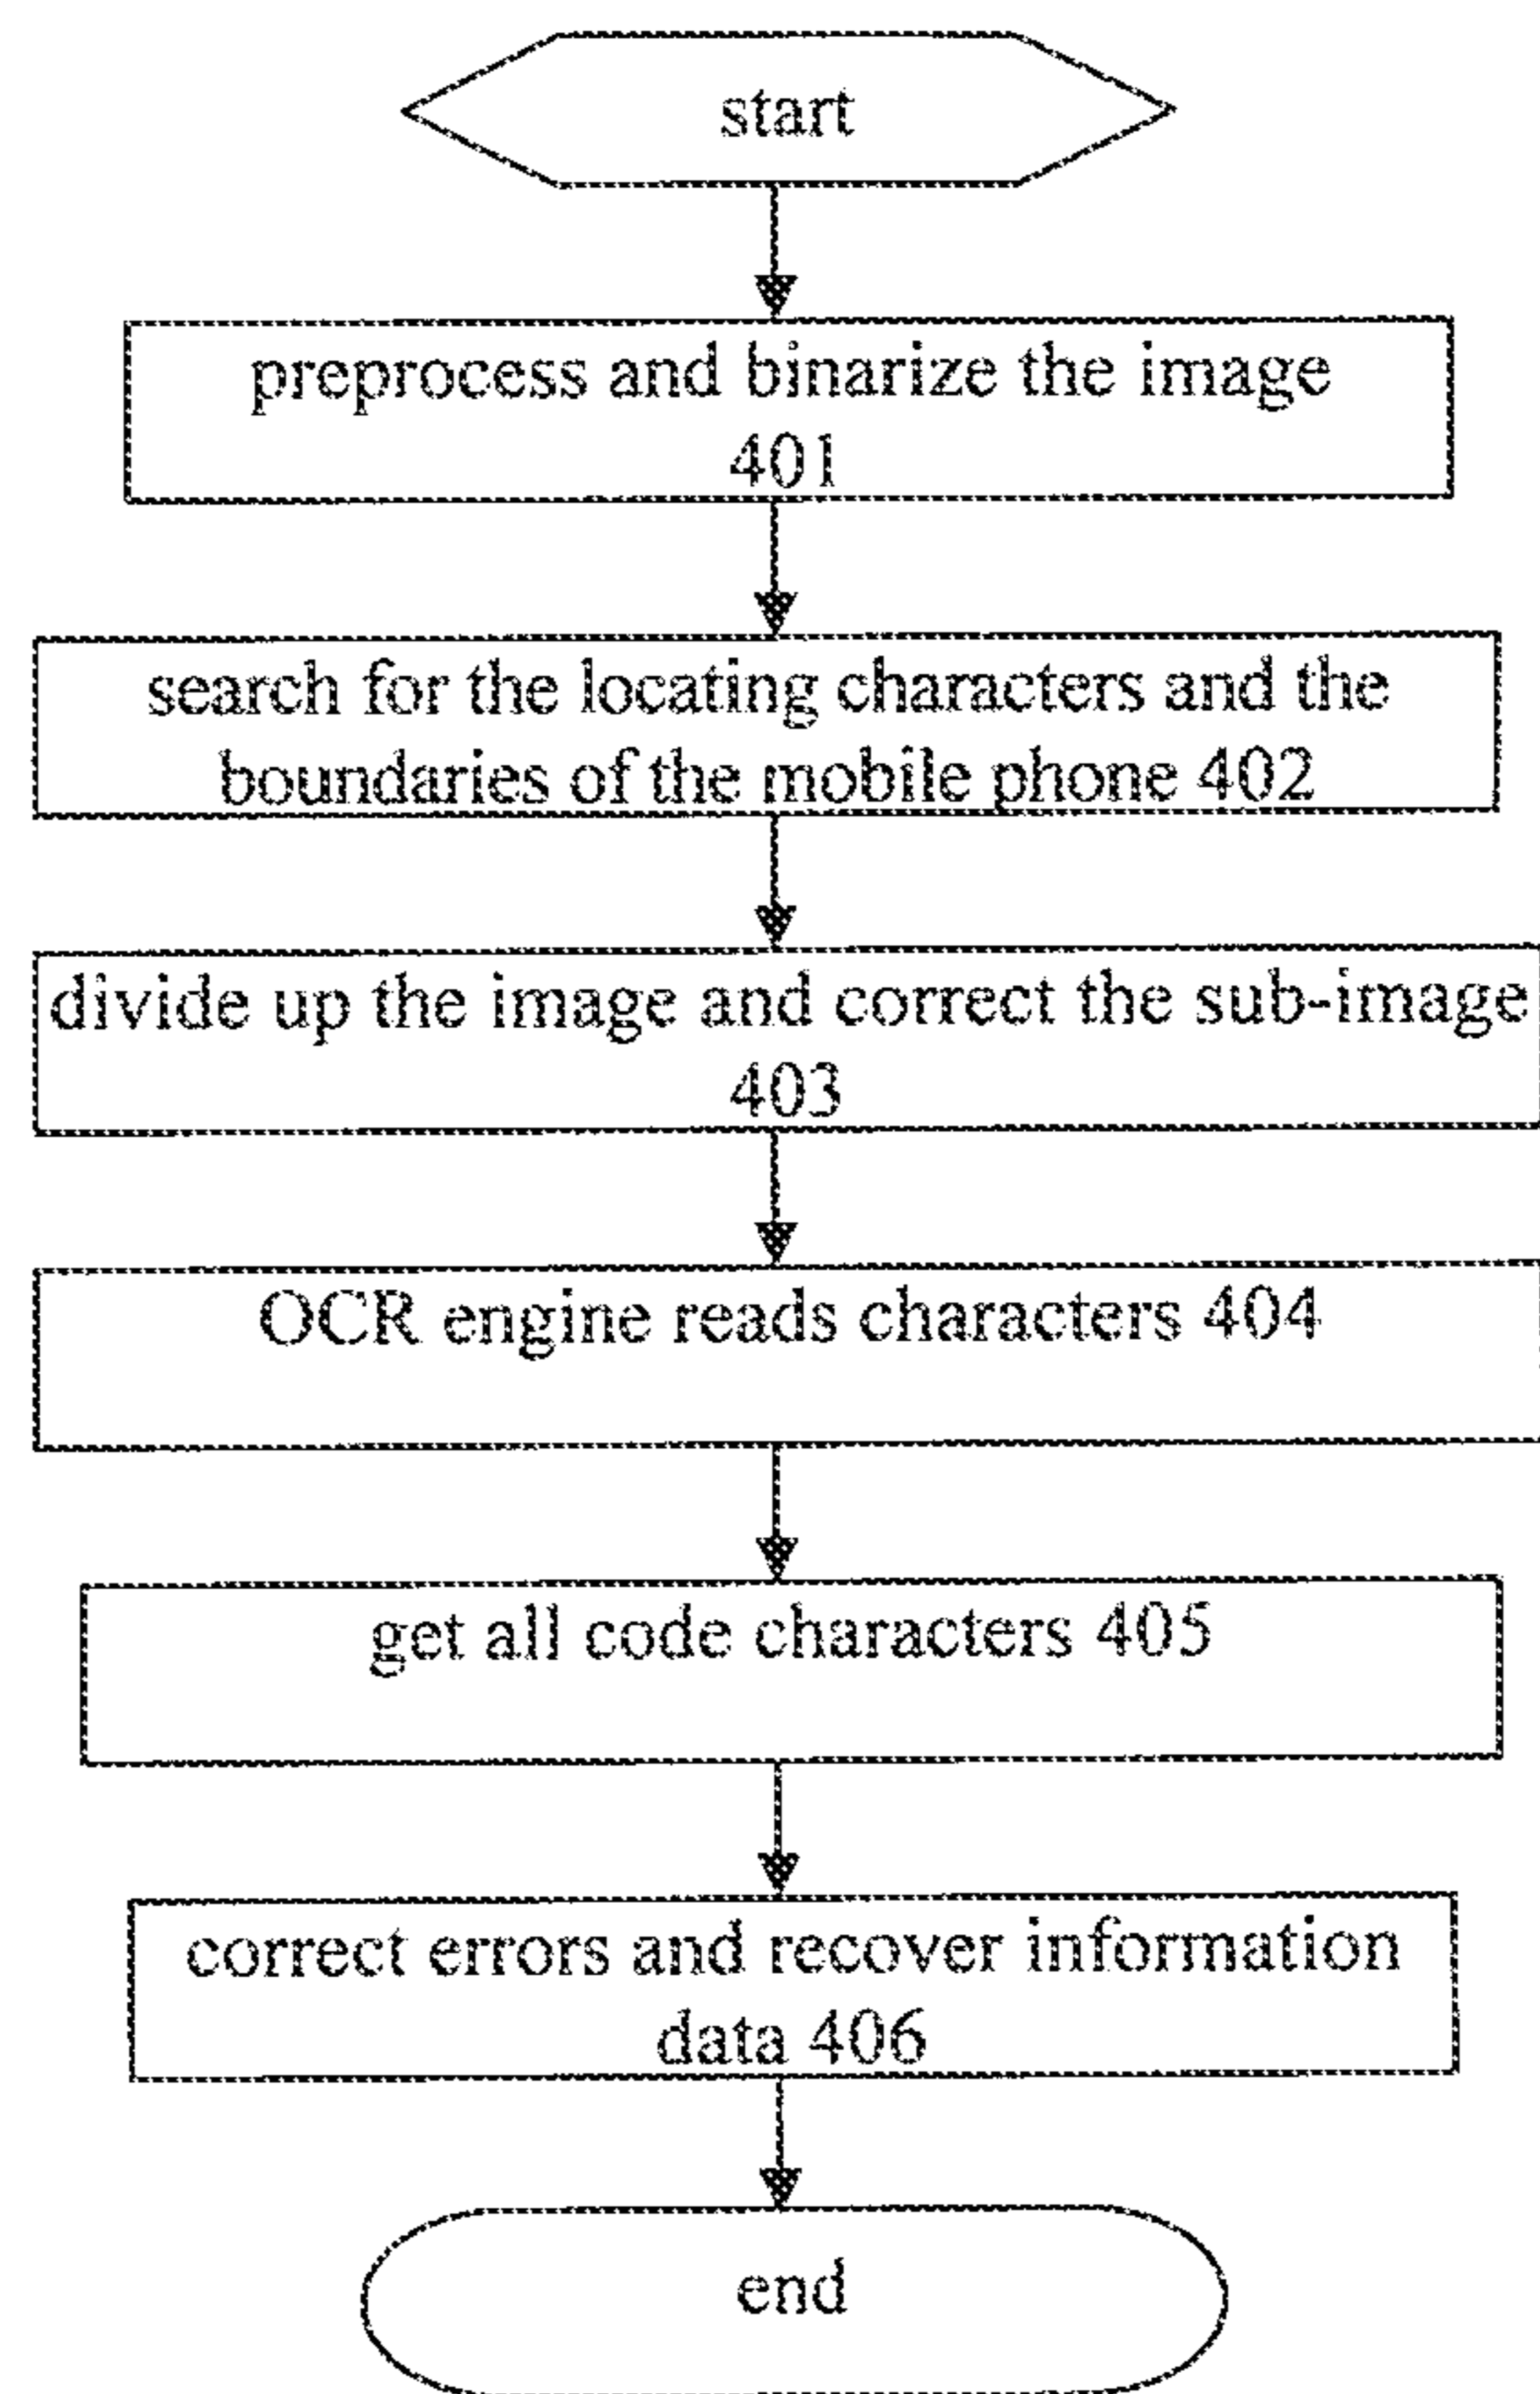 start
preprocess and binarize the image
401
search for the locating characters and the
boundaries of the mobile phone 402
divide up the image and correct the sub-image
403
OCR engine reads characters 404
get all code characters 405
correct errors and recover information
data 406
end